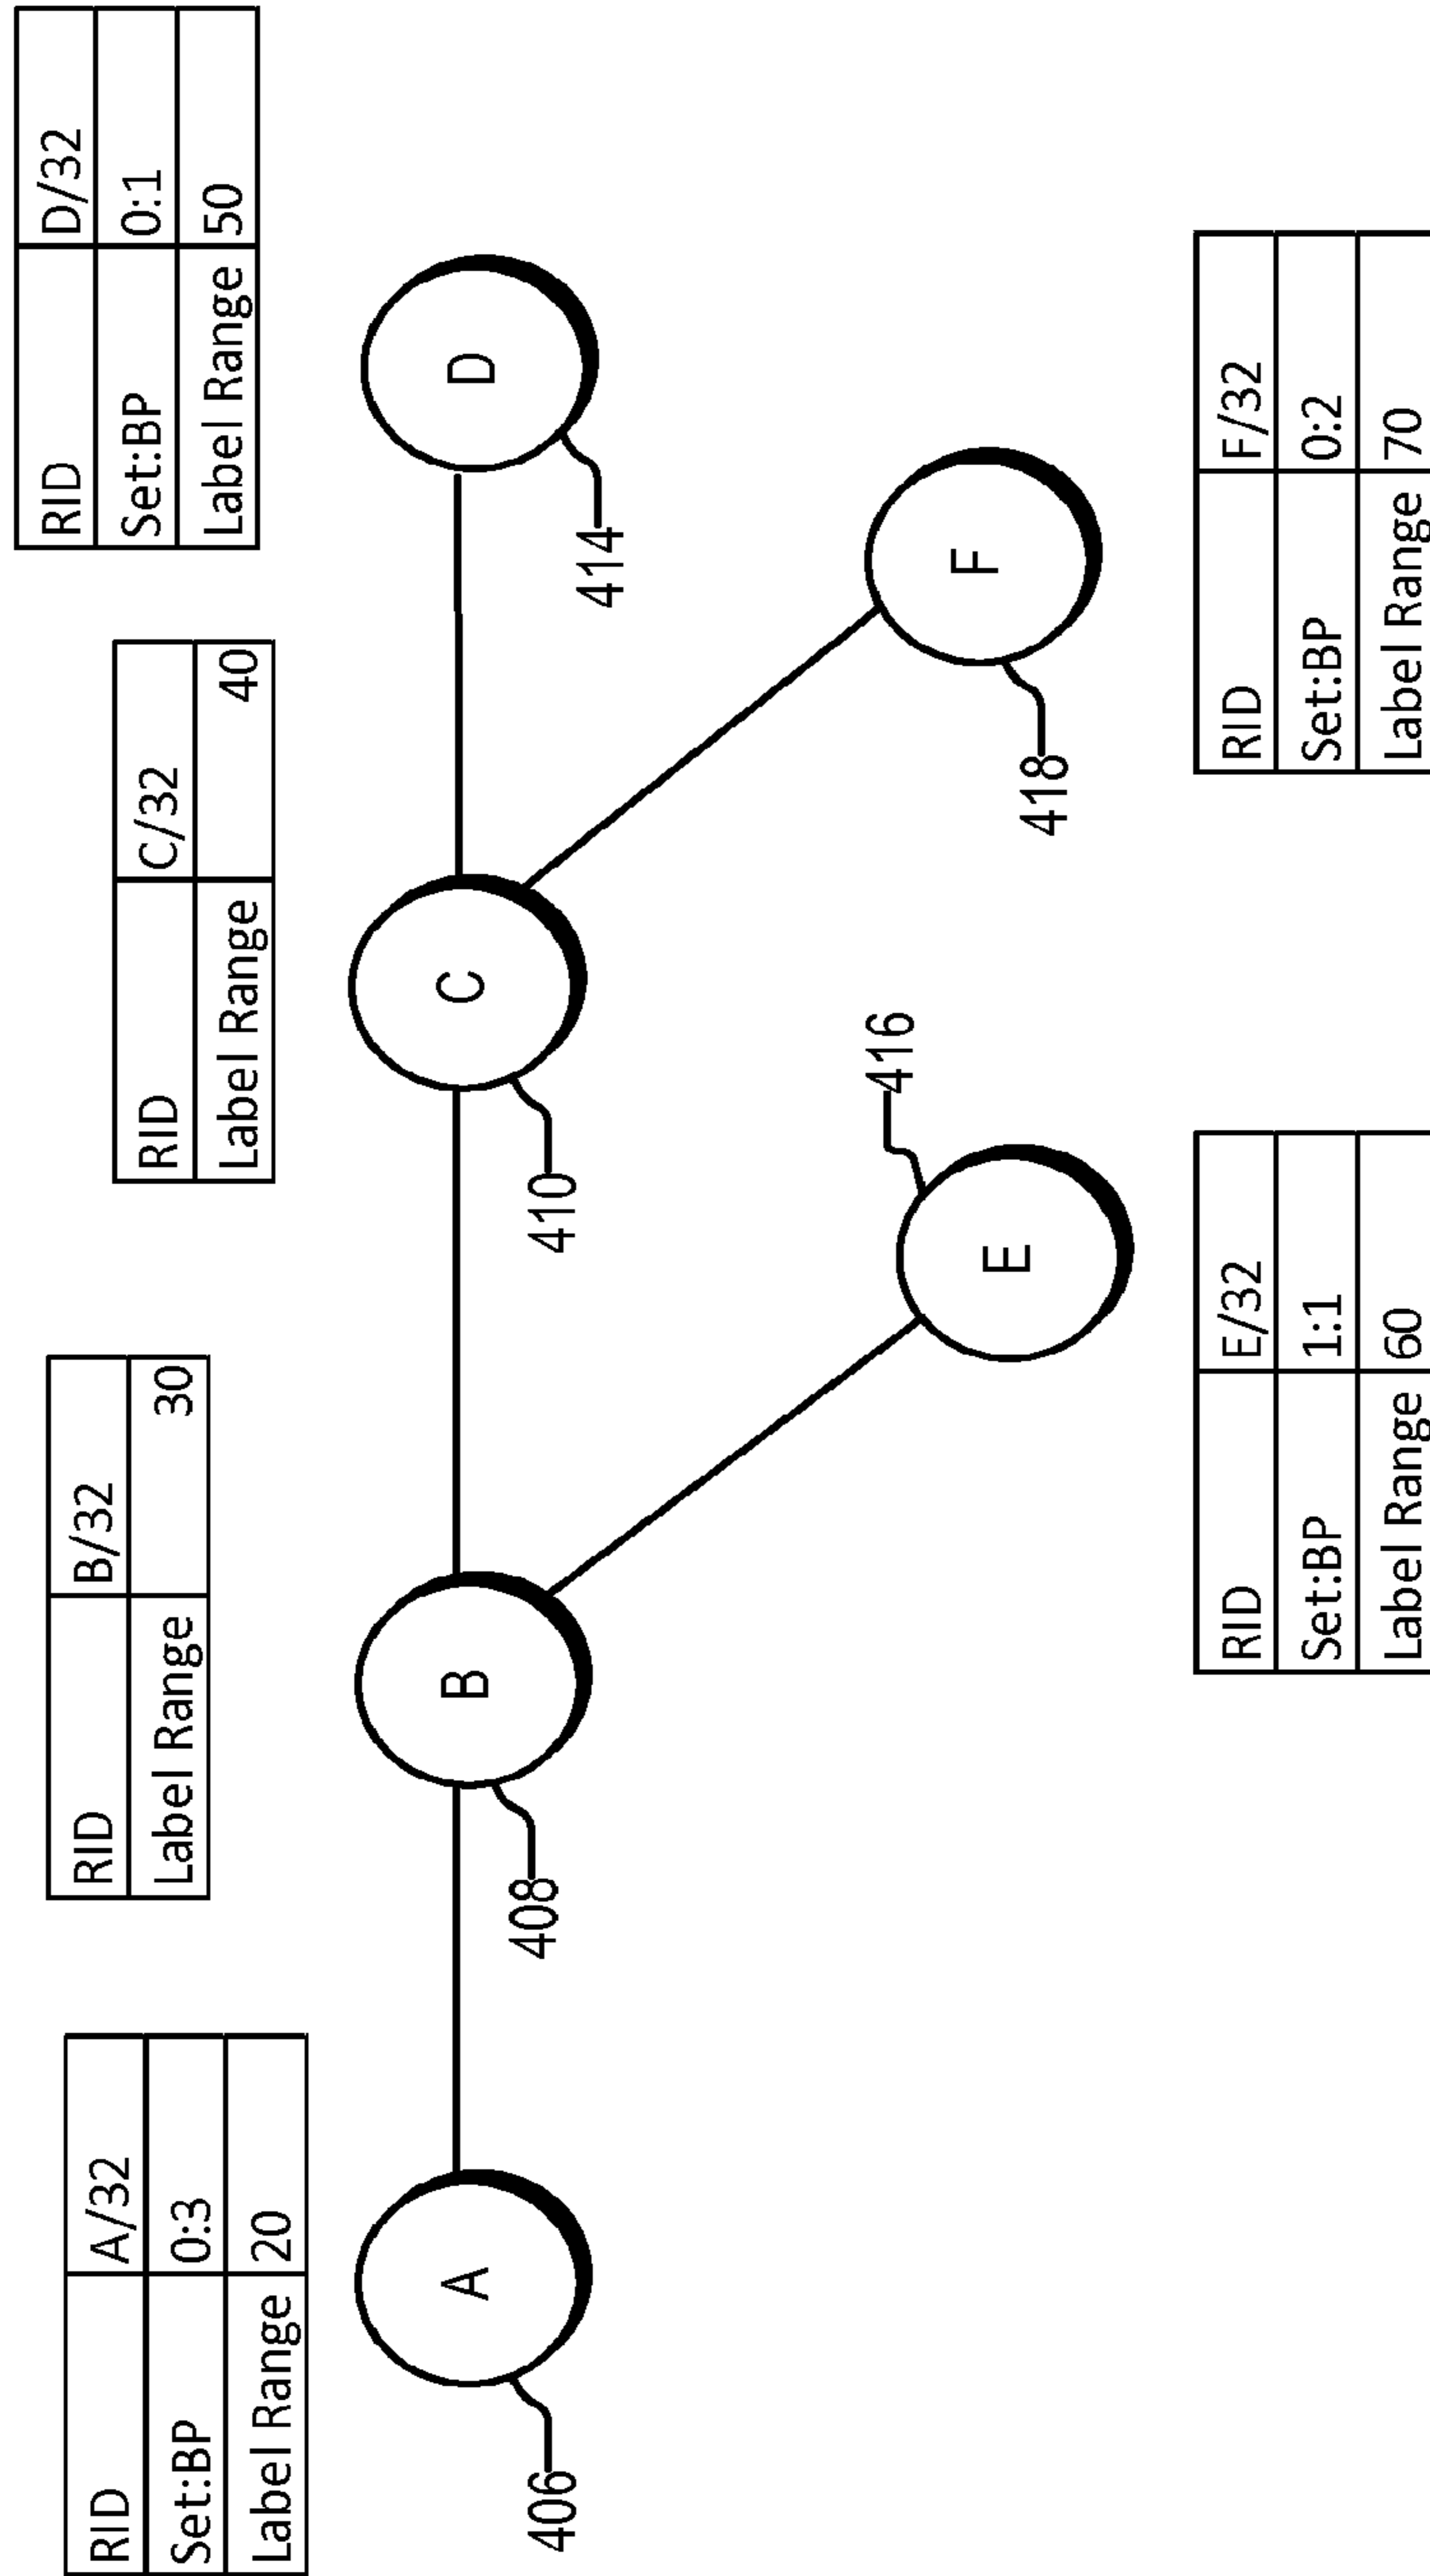 RID A/32
Set:BP 0:3
Label Range 20
RID B/32
Label Range 30
RID C/32
Label Range 40
RID D/32
Set:BP 0:1
Label Range 50
A
B
C
D
406
408
410
414
E
F
416
418
RID E/32
Set:BP 1:1
Label Range 60
RID F/32
Set:BP 0:2
Label Range 70